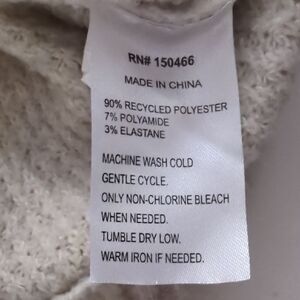 RN# 150466
MADE IN CHINA
90% RECYCLED POLYESTER
7% POLYAMIDE
3% ELASTANE
MACHINE WASH COLD
GENTLE CYCLE.
ONLY NON-CHLORINE BLEACH
WHEN NEEDED.
TUMBLE DRY LOW.
WARM IRON IF NEEDED.